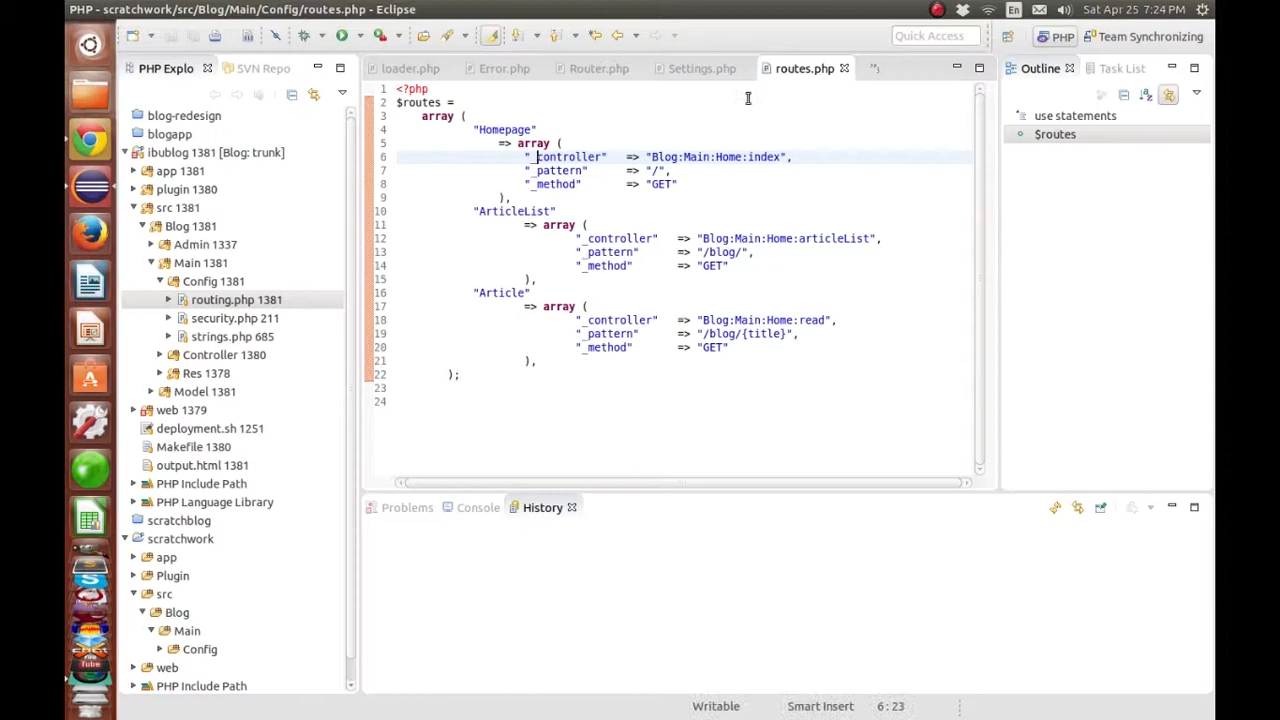 PHP - scratchwork/src/Blog/Main/Config/routes.php - Eclipse
En
Sat Apr 25 7:24 PM
Quick Access
PHP
Team Synchronizing
PHP Explo
SVN Repo
loader.php
Error.php
Router.php
Settings.php
routes.php
Outline
Task List
blog-redesign
blogapp
ibublog 1381 [Blog: trunk]
app 1381
plugin 1380
src 1381
Blog 1381
Admin 1337
Main 1381
Config 1381
routing.php 1381
security.php 211
strings.php 685
Controller 1380
Res 1378
Model 1381
web 1379
deployment.sh 1251
Makefile 1380
output.html 1381
PHP Include Path
PHP Language Library
scratchblog
scratchwork
app
Plugin
src
Blog
Main
Config
web
PHP Include Path
1 <?php
2 $routes =
3 array (
4 "Homepage"
5 => array (
6 "_controller" => "Blog:Main:Home:index",
7 "_pattern" => "/",
8 "_method" => "GET"
9 ),
10 "ArticleList"
11 => array (
12 "_controller" => "Blog:Main:Home:articleList",
13 "_pattern" => "/blog/",
14 "_method" => "GET"
15 ),
16 "Article"
17 => array (
18 "_controller" => "Blog:Main:Home:read",
19 "_pattern" => "/blog/{title}",
20 "_method" => "GET"
21 ),
22 );
23
24
use statements
$routes
Problems
Console
History
Writable
Smart Insert
6 : 23